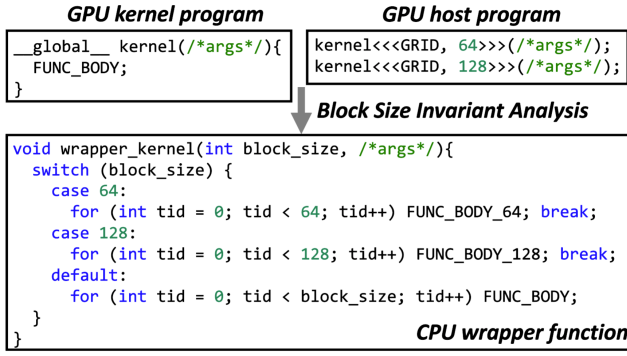 GPU kernel program
__global__ kernel(/*args*/){
  FUNC_BODY;
}
GPU host program
kernel<<<GRID, 64>>>(/*args*/);
kernel<<<GRID, 128>>>(/*args*/);
Block Size Invariant Analysis
void wrapper_kernel(int block_size, /*args*/){
  switch (block_size) {
    case 64:
      for (int tid = 0; tid < 64; tid++) FUNC_BODY_64; break;
    case 128:
      for (int tid = 0; tid < 128; tid++) FUNC_BODY_128; break;
    default:
      for (int tid = 0; tid < block_size; tid++) FUNC_BODY;
  }
}
CPU wrapper function